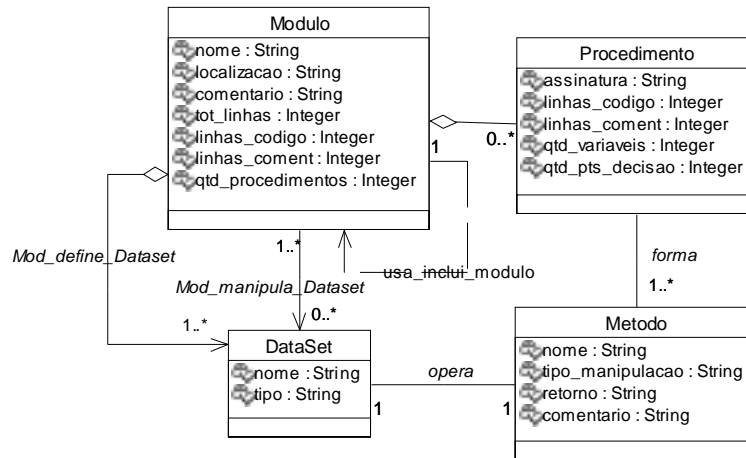 Modulo
nome : String
localizacao : String
comentario : String
tot_linhas : Integer
linhas_codigo : Integer
linhas_coment : Integer
qtd_procedimentos : Integer
Procedimento
assinatura : String
linhas_codigo : Integer
linhas_coment : Integer
qtd_variaveis : Integer
qtd_pts_decisao : Integer
1
0..*
Mod_define_Dataset
1..*
Mod_manipula_Dataset
usa_inclui_modulo
forma
1..*
1..*
0..*
DataSet
nome : String
tipo : String
opera
1
1
Metodo
nome : String
tipo_manipulacao : String
retorno : String
comentario : String